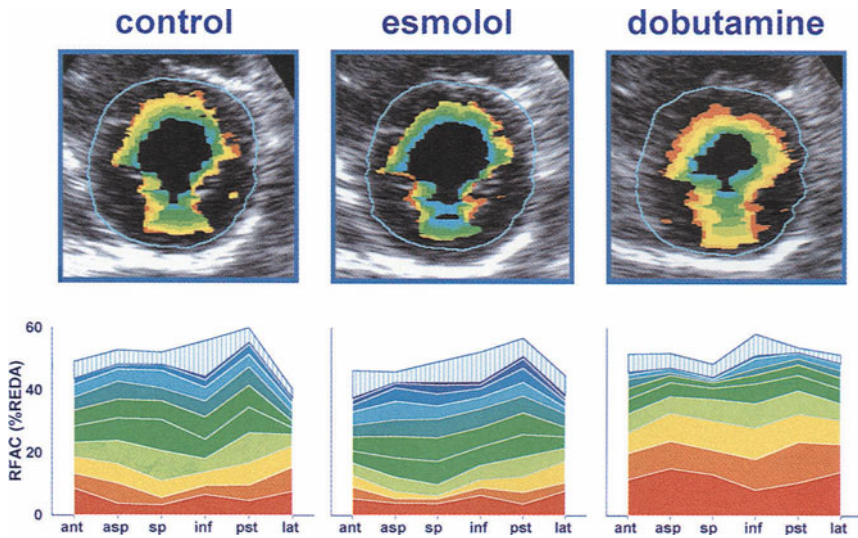 control esmolol dobutamine
60
40
20
0
RFAC (%REDA)
ant asp sp inf pst lat ant asp sp inf pst lat ant asp sp inf pst lat